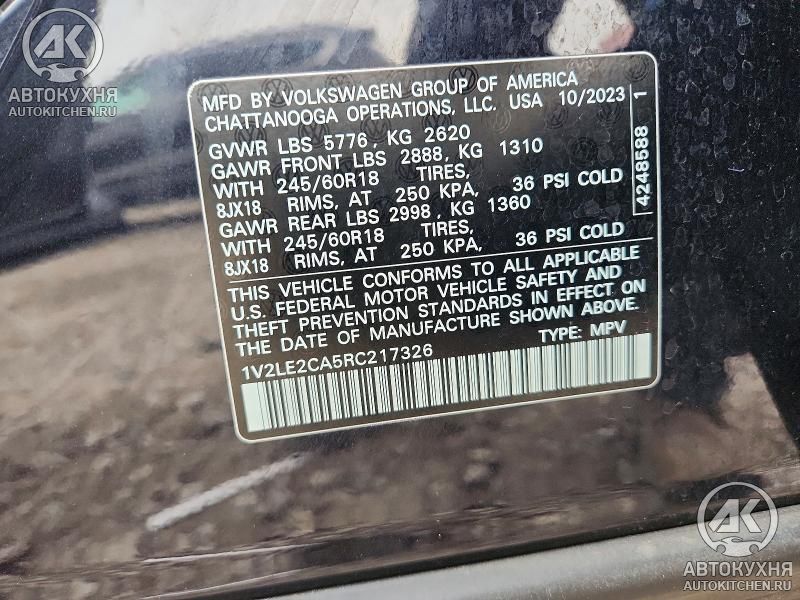 АК
АВТОКУХНЯ
AUTOKITCHEN.RU
MFD BY VOLKSWAGEN GROUP OF AMERICA
CHATTANOOGA OPERATIONS, LLC. USA 10/2023
GVWR LBS 5776, KG 2620
GAWR FRONT LBS 2888, KG 1310
WITH 245/60R18 TIRES,
8JX18 RIMS, AT 250 KPA, 36 PSI COLD
GAWR REAR LBS 2998, KG 1360
WITH 245/60R18 TIRES,
8JX18 RIMS, AT 250 KPA, 36 PSI COLD
4248588 1
THIS VEHICLE CONFORMS TO ALL APPLICABLE
U.S. FEDERAL MOTOR VEHICLE SAFETY AND
THEFT PREVENTION STANDARDS IN EFFECT ON
THE DATE OF MANUFACTURE SHOWN ABOVE.
1V2LE2CA5RC217326 TYPE: MPV
АК
АВТОКУХНЯ
AUTOKITCHEN.RU